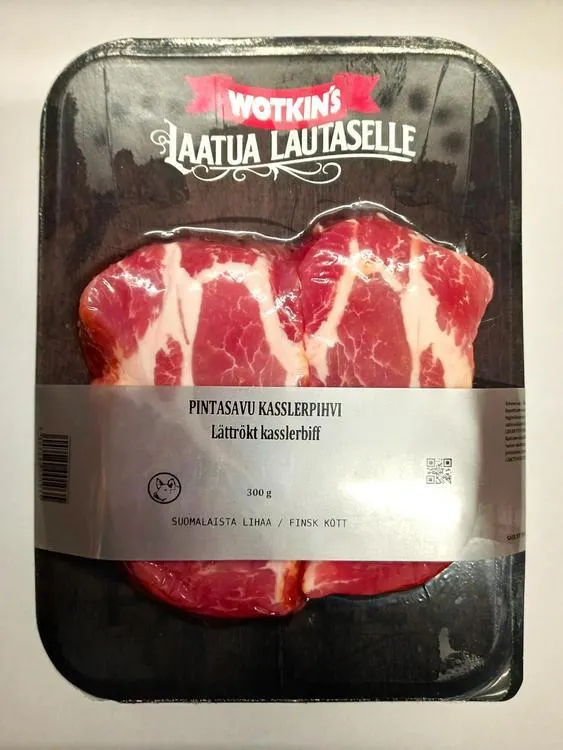 WOTKIN'S
LAATUA LAUTASELLE
PINTASAVU KASSLERPIHVI
Lättrökt kasslerbiff
300 g
SUOMALAISTA LIHAA / FINSK KÖTT